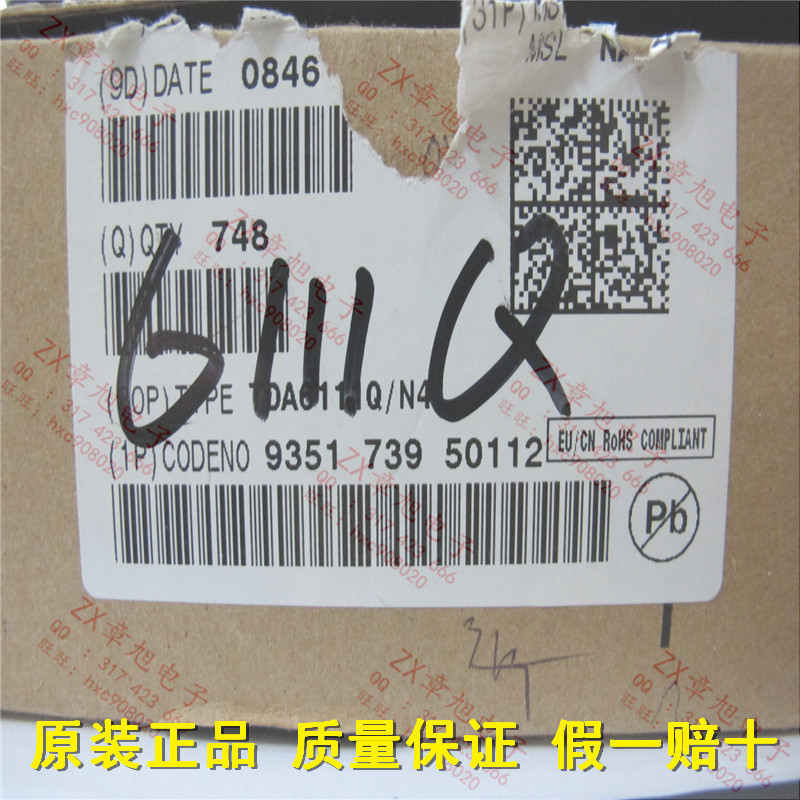 (31P) MS
MSL NA
(9D)DATE 0846
(Q)QTY 748
6111Q
TYPE TDA6111Q/N4
(1P)CODENO 9351 739 50112
EU/CN RoHS COMPLIANT
Pb
ZX章旭电子
QQ：317 423 666
旺旺：hxc908020
原装正品 质量保证 假一赔十